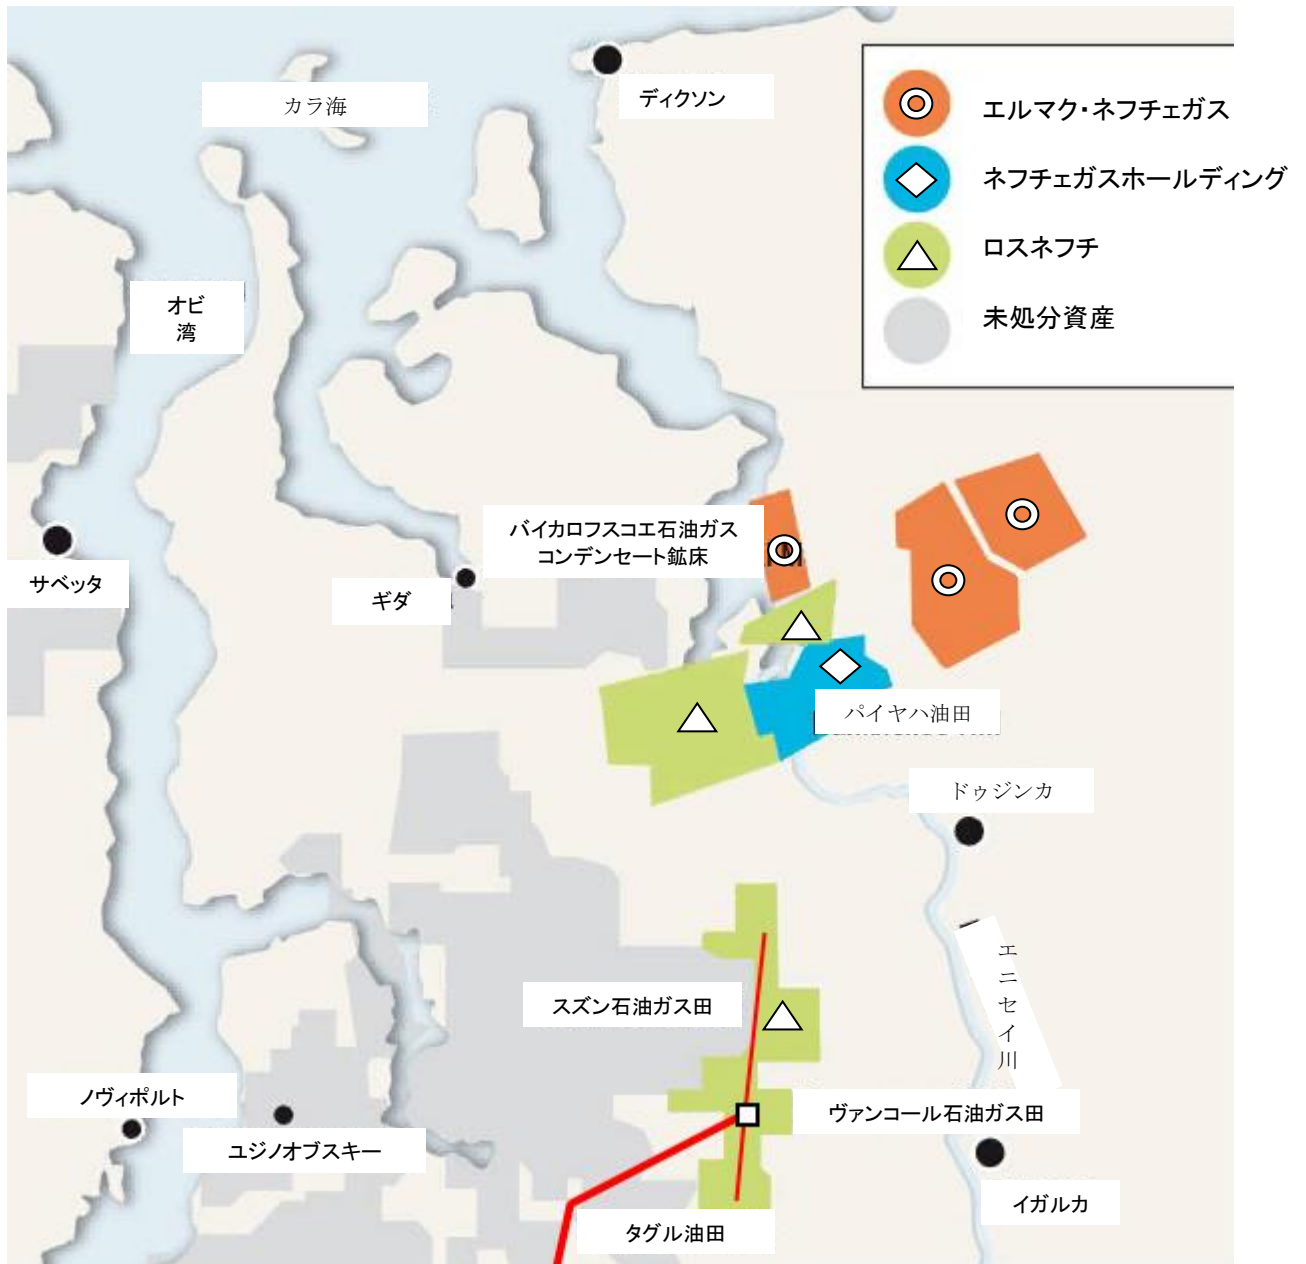 カラ海
ディクソン
エルマク・ネフチェガス
ネフチェガスホールディング
ロスネフチ
未処分資産
オビ
湾
バイカロフスコエ石油ガス
コンデンセート鉱床
サベッタ
ギダ
パイヤハ油田
ドゥジンカ
エニセイ川
スズン石油ガス田
ノヴィポルト
ヴァンコール石油ガス田
ユジノオブスキー
イガルカ
タグル油田